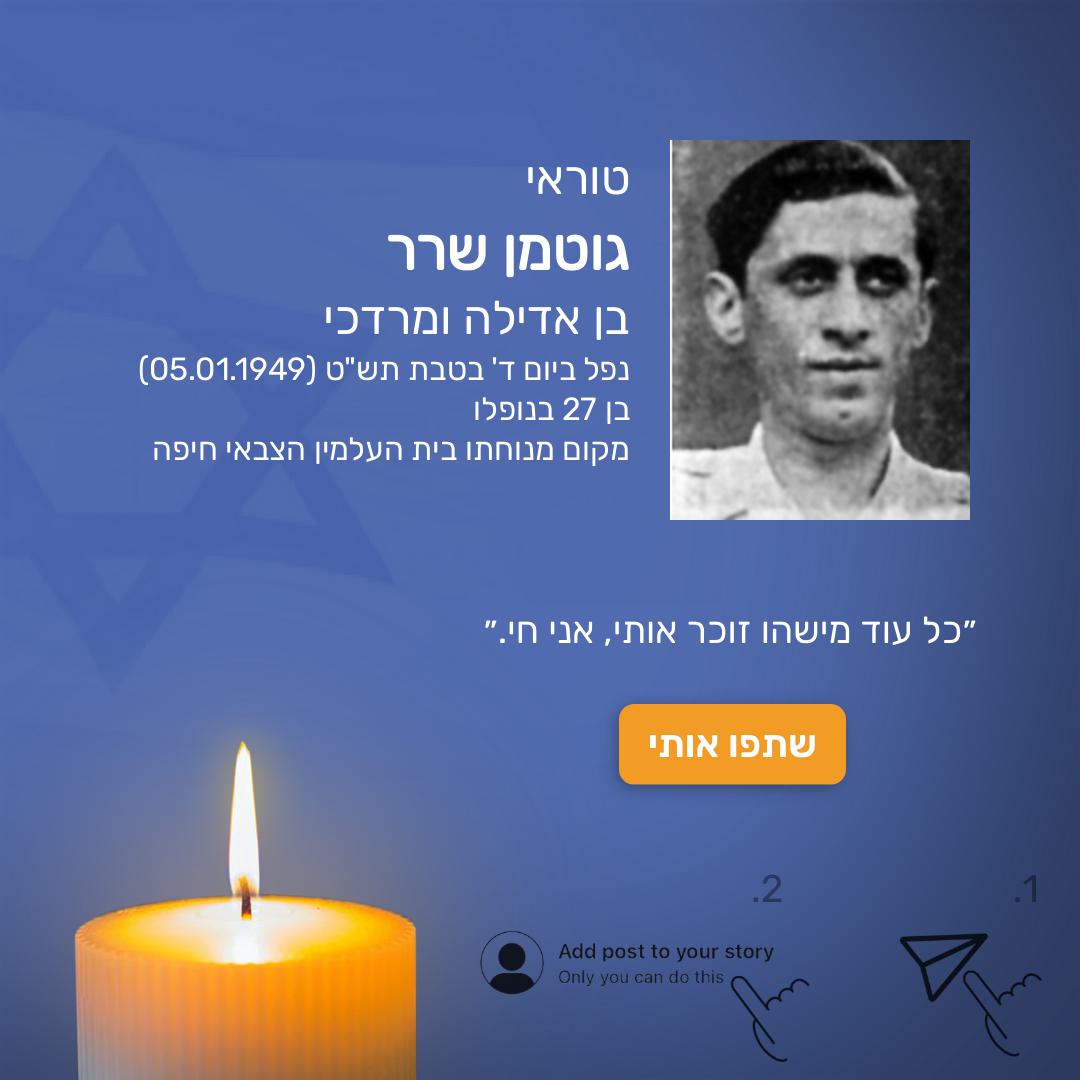 טוראי
גוטמן שרר
בן אדילה ומרדכי
נפל ביום ד' בטבת תש"ט (05.01.1949)
בן 27 בנופלו
מקום מנוחתו בית העלמין הצבאי חיפה
״כל עוד מישהו זוכר אותי, אני חי.״
שתפו אותי
.1
.2
Add post to your story
Only you can do this